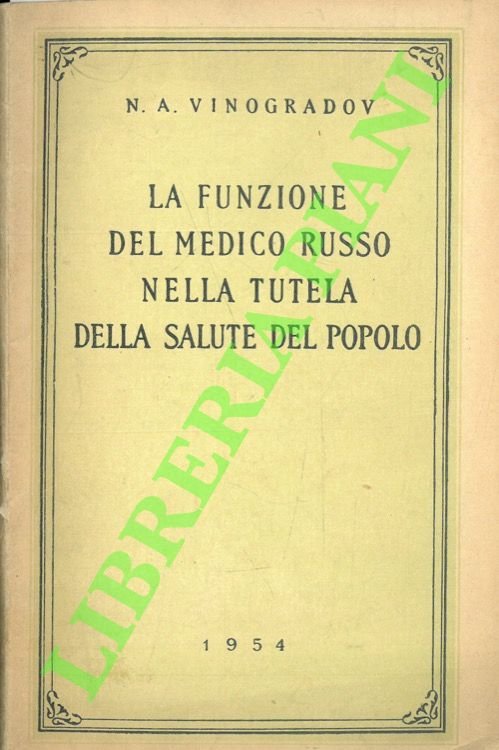 N. A. VINOGRADOV
LA FUNZIONE
DEL MEDICO RUSSO
NELLA TUTELA
DELLA SALUTE DEL POPOLO
1954
LIBRERIA PIANI